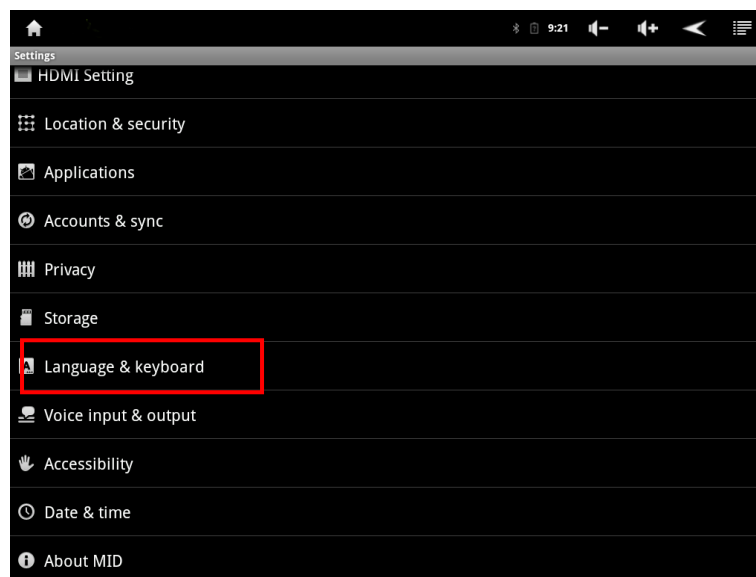 9:21
Settings
HDMI Setting
Location & security
Applications
Accounts & sync
Privacy
Storage
Language & keyboard
Voice input & output
Accessibility
Date & time
About MID